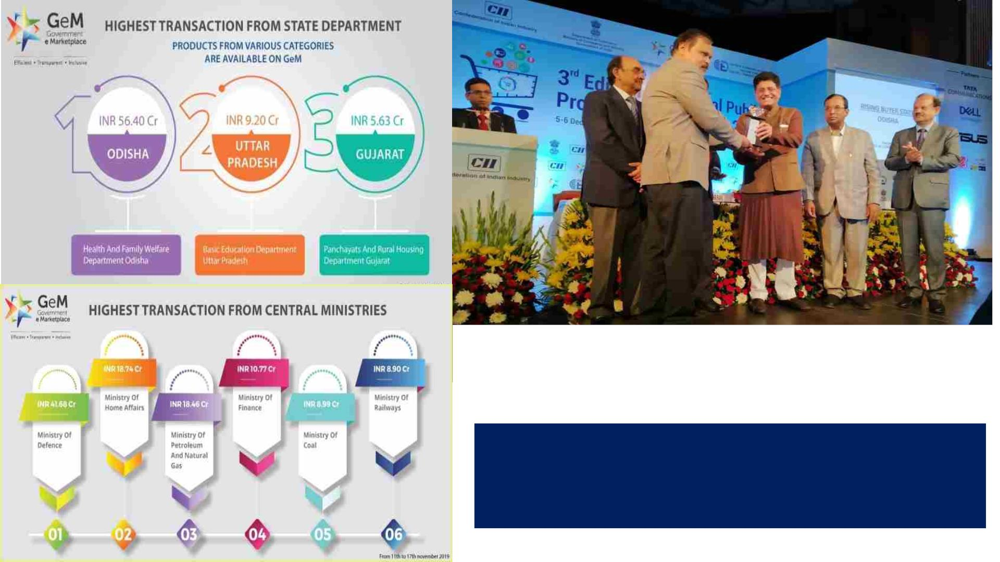 GeM
Government
e Marketplace
Efficient • Transparent • Inclusive
HIGHEST TRANSACTION FROM STATE DEPARTMENT
PRODUCTS FROM VARIOUS CATEGORIES
ARE AVAILABLE ON GeM
1
INR 56.40 Cr
ODISHA
2
INR 9.20 Cr
UTTAR
PRADESH
3
INR 5.63 Cr
GUJARAT
Health And Family Welfare
Department Odisha
Basic Education Department
Uttar Pradesh
Panchayats And Rural Housing
Department Gujarat
CII
Confederation of Indian Industry
3rd Edi
Pro
al Pub
5-6 Dec
RISING BUYER STAT
ODISHA
Partners
TATA
COMMUNICATIONS
DELL
ASUS
CII
CII
CII
CII
deration of Indian Industry
GeM
Government
e Marketplace
Efficient • Transparent • Inclusive
HIGHEST TRANSACTION FROM CENTRAL MINISTRIES
INR 41.68 Cr
Ministry Of
Defence
INR 18.74 Cr
Ministry Of
Home Affairs
INR 18.46 Cr
Ministry Of
Petroleum
And Natural
Gas
INR 10.77 Cr
Ministry Of
Finance
INR 8.99 Cr
Ministry Of
Coal
INR 8.90 Cr
Ministry Of
Railways
01
02
03
04
05
06
From 11th to 17th november 2019